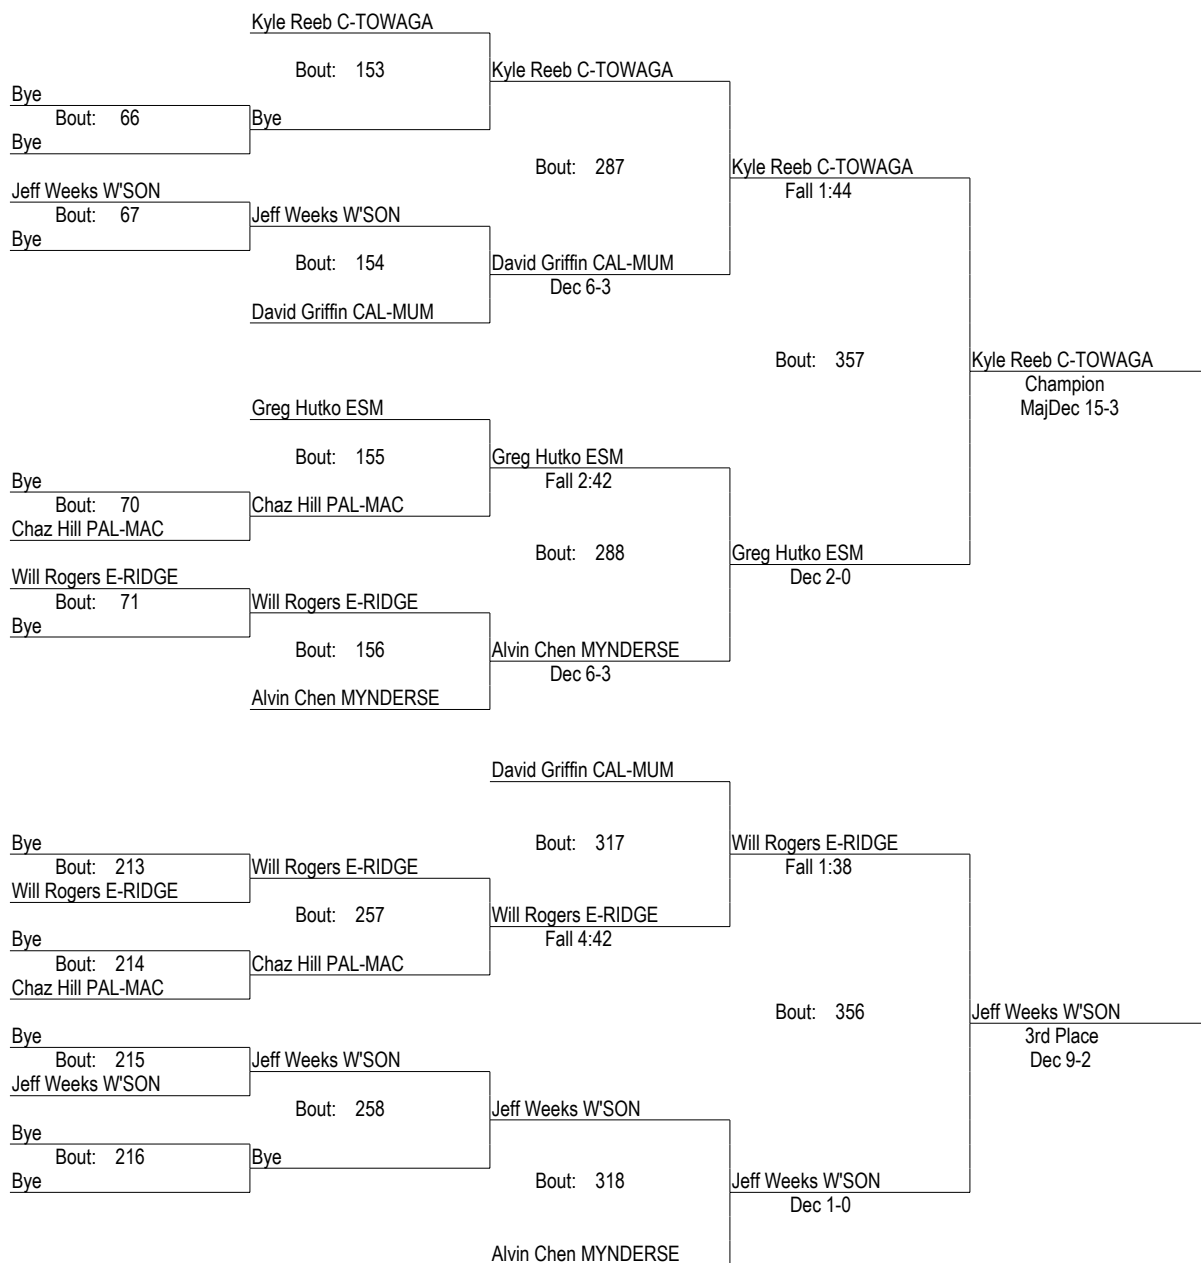 Kyle Reeb C-TOWAGA
Bout: 153
Kyle Reeb C-TOWAGA
Bye
Bout: 66
Bye
Bye
Bout: 287
Kyle Reeb C-TOWAGA
Fall 1:44
Jeff Weeks W'SON
Bout: 67
Jeff Weeks W'SON
Bye
Bout: 154
David Griffin CAL-MUM
Dec 6-3
David Griffin CAL-MUM
Bout: 357
Kyle Reeb C-TOWAGA
Champion
MajDec 15-3
Greg Hutko ESM
Bout: 155
Greg Hutko ESM
Fall 2:42
Bye
Bout: 70
Chaz Hill PAL-MAC
Chaz Hill PAL-MAC
Bout: 288
Greg Hutko ESM
Dec 2-0
Will Rogers E-RIDGE
Bout: 71
Will Rogers E-RIDGE
Bye
Bout: 156
Alvin Chen MYNDERSE
Dec 6-3
Alvin Chen MYNDERSE
David Griffin CAL-MUM
Bout: 317
Will Rogers E-RIDGE
Fall 1:38
Bye
Bout: 213
Will Rogers E-RIDGE
Will Rogers E-RIDGE
Bout: 257
Will Rogers E-RIDGE
Fall 4:42
Bye
Bout: 214
Chaz Hill PAL-MAC
Chaz Hill PAL-MAC
Bout: 356
Jeff Weeks W'SON
3rd Place
Dec 9-2
Bye
Bout: 215
Jeff Weeks W'SON
Jeff Weeks W'SON
Bout: 258
Jeff Weeks W'SON
Bye
Bout: 216
Bye
Bye
Bout: 318
Jeff Weeks W'SON
Dec 1-0
Alvin Chen MYNDERSE